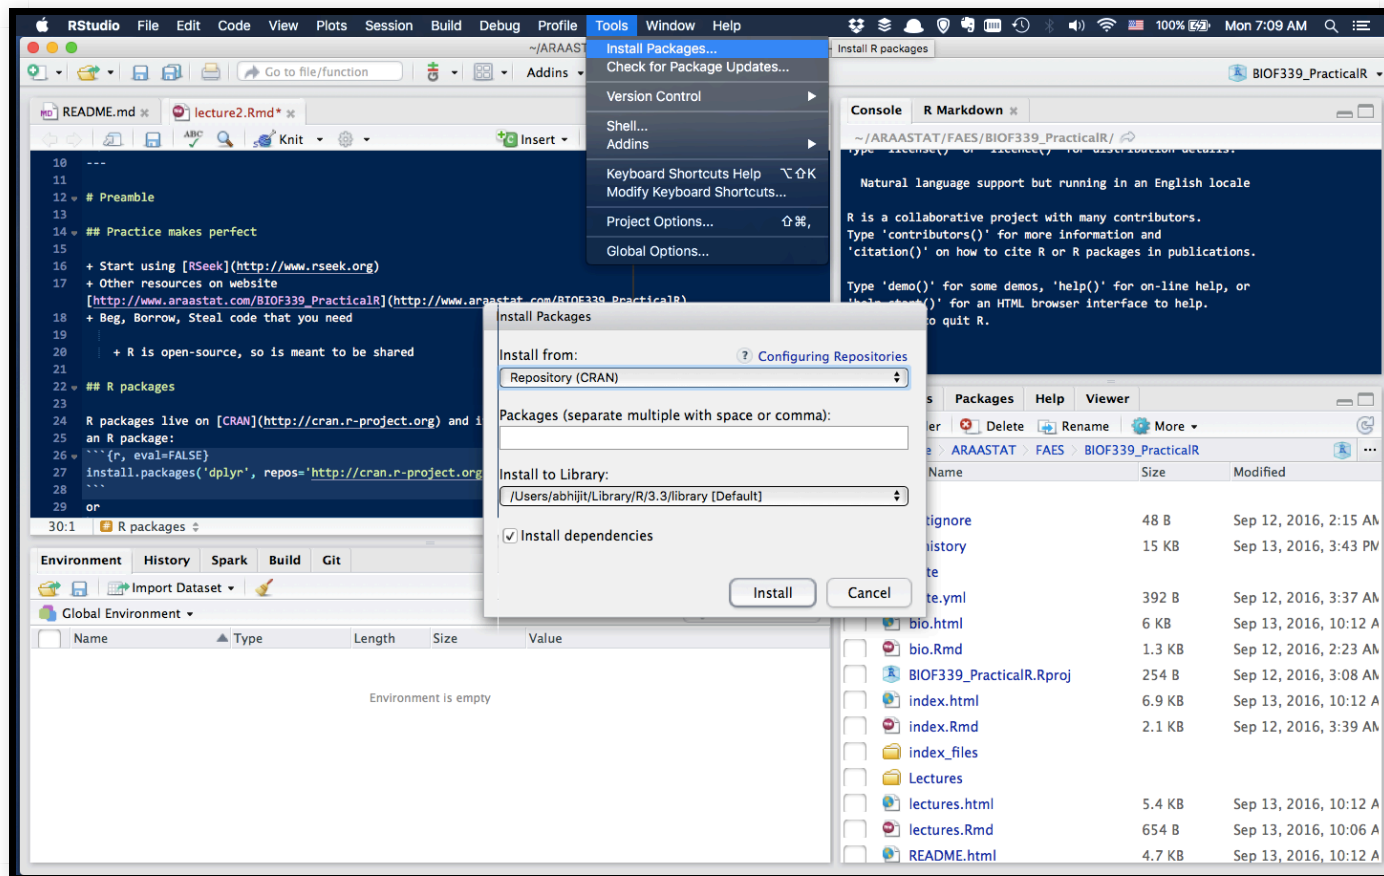 RStudio File Edit Code View Plots Session Build Debug Profile Tools Window Help 100% Mon 7:09 AM
~/ARAAST
Install Packages...
Install R packages
Check for Package Updates...
Version Control
Shell...
Addins
Keyboard Shortcuts Help ⌥⇧K
Modify Keyboard Shortcuts...
Project Options... ⇧⌘,
Global Options...
Go to file/function
Addins
BIOF339_PracticalR
README.md
lecture2.Rmd*
ABC
Knit
Insert
10 ---
11
12 # Preamble
13
14 ## Practice makes perfect
15
16 + Start using [RSeek](http://www.rseek.org)
17 + Other resources on website
[http://www.araastat.com/BIOF339_PracticalR](http://www.araastat.com/BIOF339_PracticalR)
18 + Beg, Borrow, Steal code that you need
19
20 + R is open-source, so is meant to be shared
21
22 ## R packages
23
24 R packages live on [CRAN](http://cran.r-project.org) and i
25 an R package:
26 ```{r, eval=FALSE}
27 install.packages('dplyr', repos='http://cran.r-project.org
28 ```
29 or
30:1 R packages
Console R Markdown
~/ARAASTAT/FAES/BIOF339_PracticalR/
Type 'license()' or 'licence()' for distribution details.
Natural language support but running in an English locale
R is a collaborative project with many contributors.
Type 'contributors()' for more information and
'citation()' on how to cite R or R packages in publications.
Type 'demo()' for some demos, 'help()' for on-line help, or
'help.start()' for an HTML browser interface to help.
to quit R.
Install Packages
Install from:
? Configuring Repositories
Repository (CRAN)
Packages (separate multiple with space or comma):
Install to Library:
/Users/abhijit/Library/R/3.3/library [Default]
Install dependencies
Install Cancel
Environment History Spark Build Git
Import Dataset
Global Environment
Name Type Length Size Value
Environment is empty
s Packages Help Viewer
er Delete Rename More
e ARAASTAT FAES BIOF339_PracticalR ...
Name Size Modified
tignore 48 B Sep 12, 2016, 2:15 AM
history 15 KB Sep 13, 2016, 3:43 PM
te
te.yml 392 B Sep 12, 2016, 3:37 AM
bio.html 6 KB Sep 13, 2016, 10:12 A
bio.Rmd 1.3 KB Sep 12, 2016, 2:23 AM
BIOF339_PracticalR.Rproj 254 B Sep 12, 2016, 3:08 AM
index.html 6.9 KB Sep 13, 2016, 10:12 A
index.Rmd 2.1 KB Sep 12, 2016, 3:39 AM
index_files
Lectures
lectures.html 5.4 KB Sep 13, 2016, 10:12 A
lectures.Rmd 654 B Sep 13, 2016, 10:06 A
README.html 4.7 KB Sep 13, 2016, 10:12 A